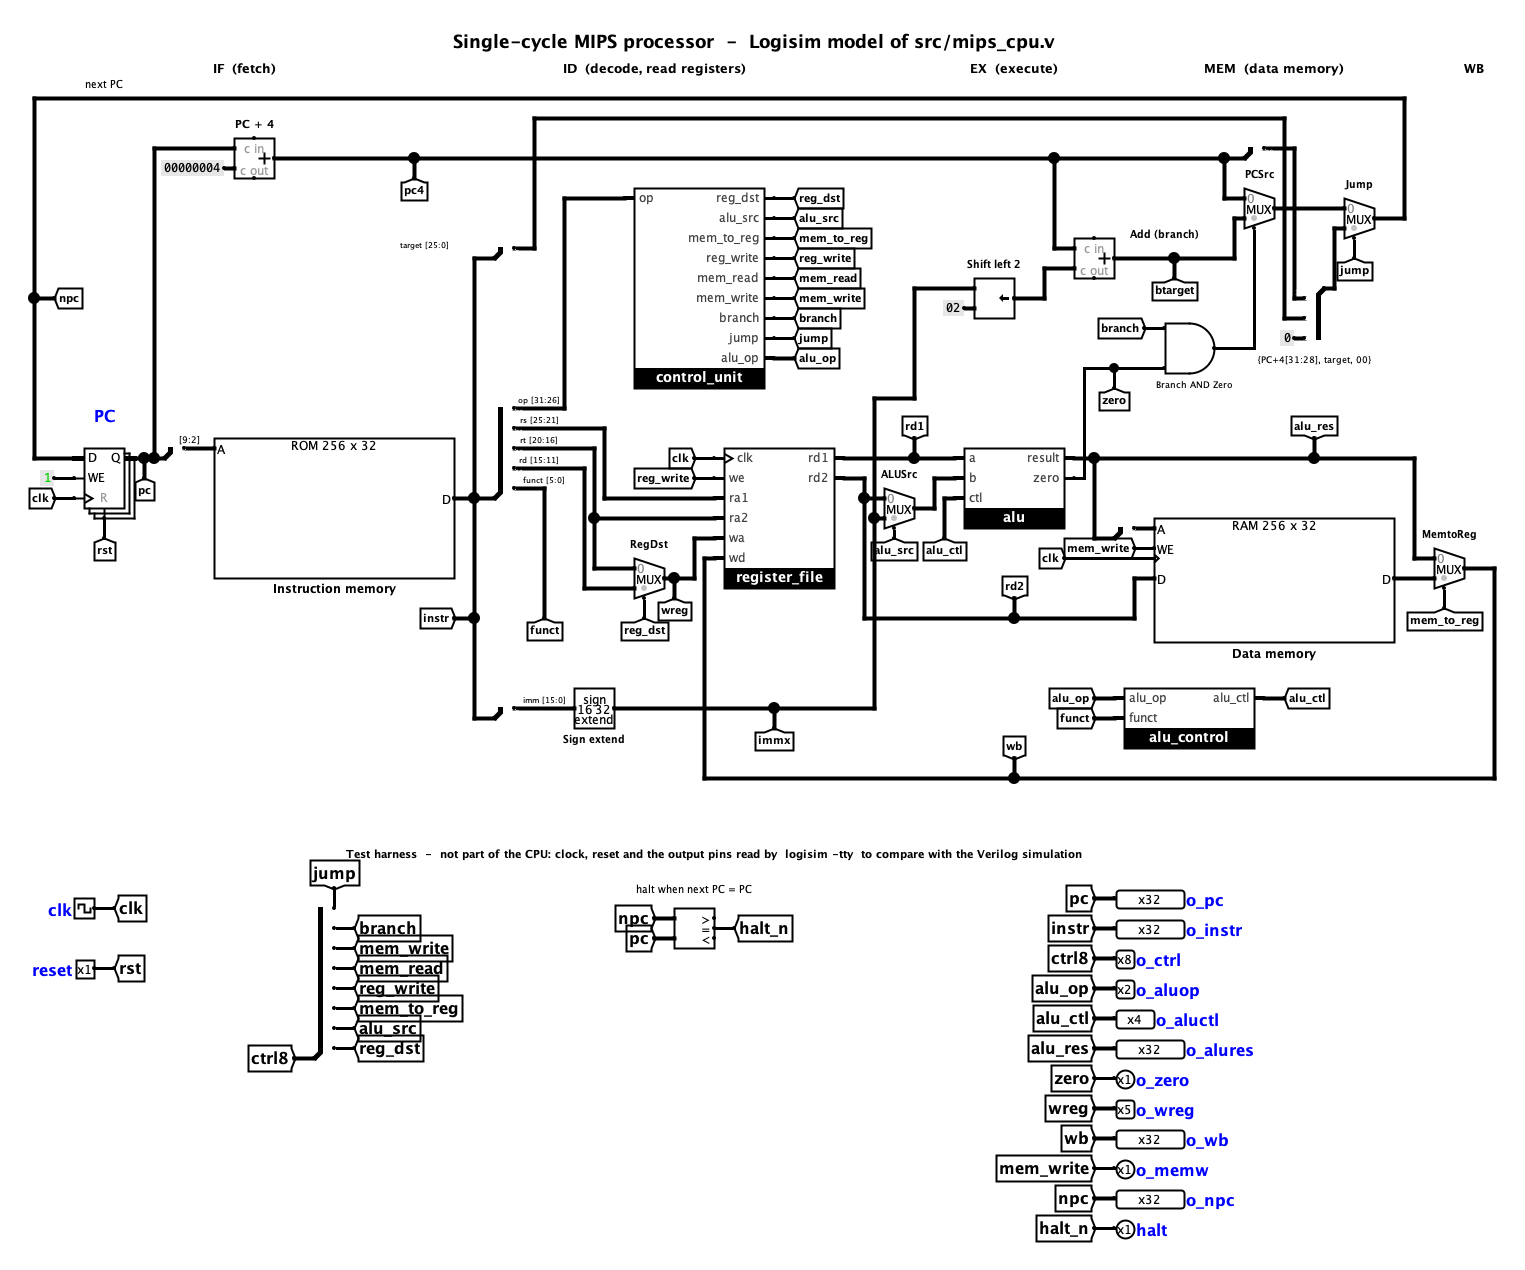 Single-cycle MIPS processor – Logisim model of src/mips_cpu.v
IF (fetch)
ID (decode, read registers)
EX (execute)
MEM (data memory)
WB
next PC
PC + 4
c in
00000004
c out
pc4
target [25:0]
npc
op
reg_dst
alu_src
mem_to_reg
reg_write
mem_read
mem_write
branch
jump
alu_op
control_unit
reg_dst
alu_src
mem_to_reg
reg_write
mem_read
mem_write
branch
jump
alu_op
PCSrc
0
MUX
Jump
0
MUX
jump
Add (branch)
c in
c out
btarget
Shift left 2
02
branch
0
{PC+4[31:28], target, 00}
Branch AND Zero
zero
PC
D Q
WE
R
1
clk
rst
pc
[9:2]
ROM 256 x 32
A
D
Instruction memory
instr
op [31:26]
rs [25:21]
rt [20:16]
rd [15:11]
funct [5:0]
funct
RegDst
0
MUX
reg_dst
wreg
clk
reg_write
clk
we
ra1
ra2
wa
wd
rd1
rd2
register_file
rd1
ALUSrc
0
MUX
alu_src
alu_ctl
a
b
ctl
result
zero
alu
alu_res
mem_write
clk
RAM 256 x 32
A
WE
D
D
Data memory
rd2
MemtoReg
0
MUX
mem_to_reg
imm [15:0]
sign
16 32
extend
Sign extend
immx
alu_op
funct
alu_op
funct
alu_ctl
alu_control
alu_ctl
wb
Test harness – not part of the CPU: clock, reset and the output pins read by logisim -tty to compare with the Verilog simulation
clk
clk
reset
x1
rst
jump
branch
mem_write
mem_read
reg_write
mem_to_reg
alu_src
reg_dst
ctrl8
halt when next PC = PC
npc
pc
>
=
<
halt_n
pc x32 o_pc
instr x32 o_instr
ctrl8 x8 o_ctrl
alu_op x2 o_aluop
alu_ctl x4 o_aluctl
alu_res x32 o_alures
zero x1 o_zero
wreg x5 o_wreg
wb x32 o_wb
mem_write x1 o_memw
npc x32 o_npc
halt_n x1 halt